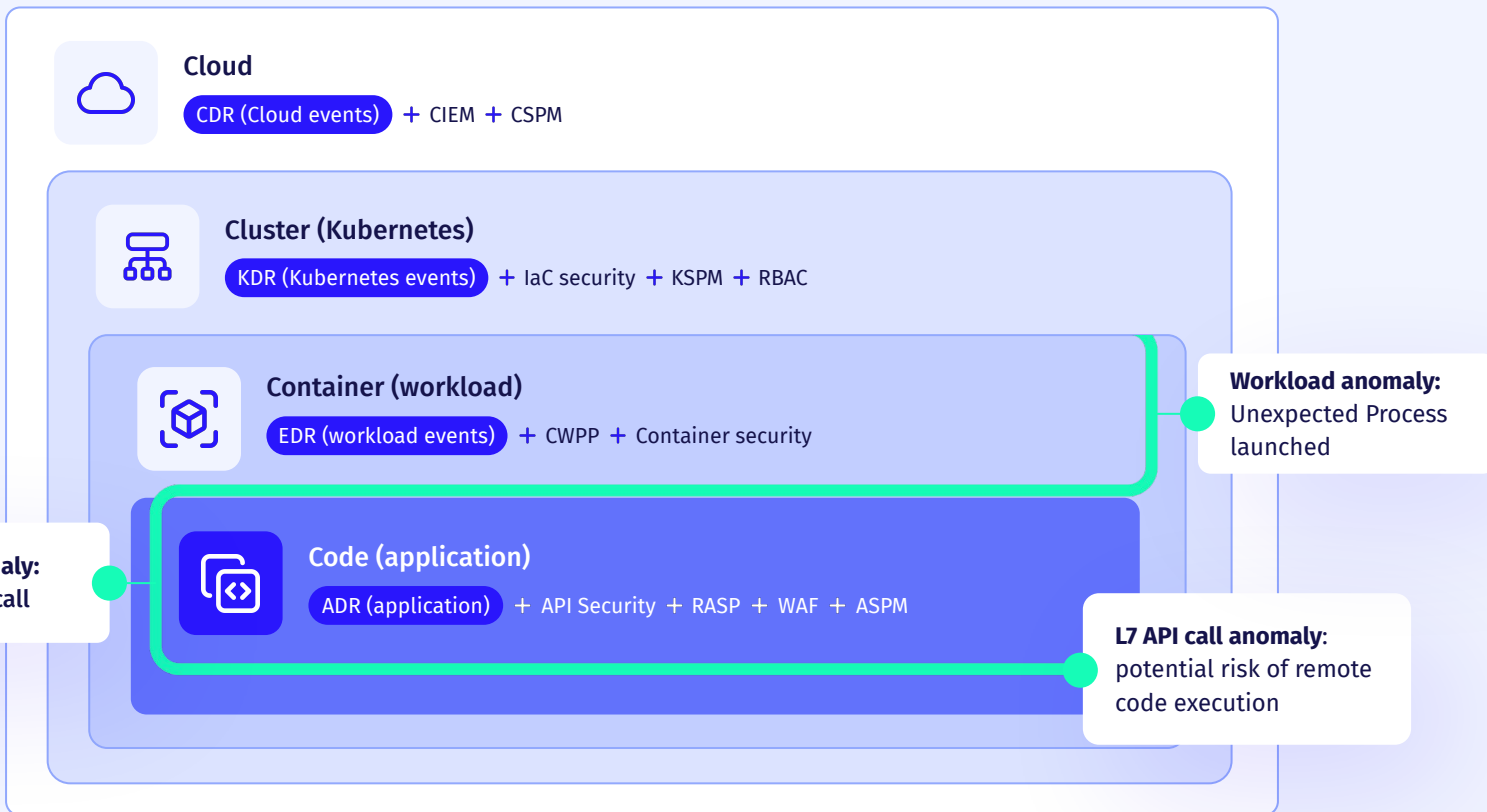 Cloud
CDR (Cloud events) + CIEM + CSPM
Cluster (Kubernetes)
KDR (Kubernetes events) + IaC security + KSPM + RBAC
Container (workload)
EDR (workload events) + CWPP + Container security
Workload anomaly:
Unexpected Process
launched
aly:
call
Code (application)
ADR (application) + API Security + RASP + WAF + ASPM
L7 API call anomaly:
potential risk of remote
code execution